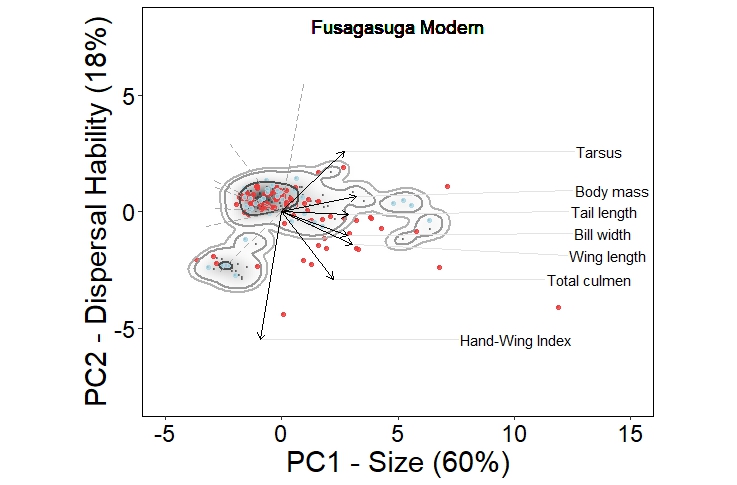 Fusagasuga Modern
PC2 - Dispersal Hability (18%)
5
0
-5
Tarsus
Body mass
Tail length
Bill width
Wing length
Total culmen
Hand-Wing Index
-5 0 5 10 15
PC1 - Size (60%)